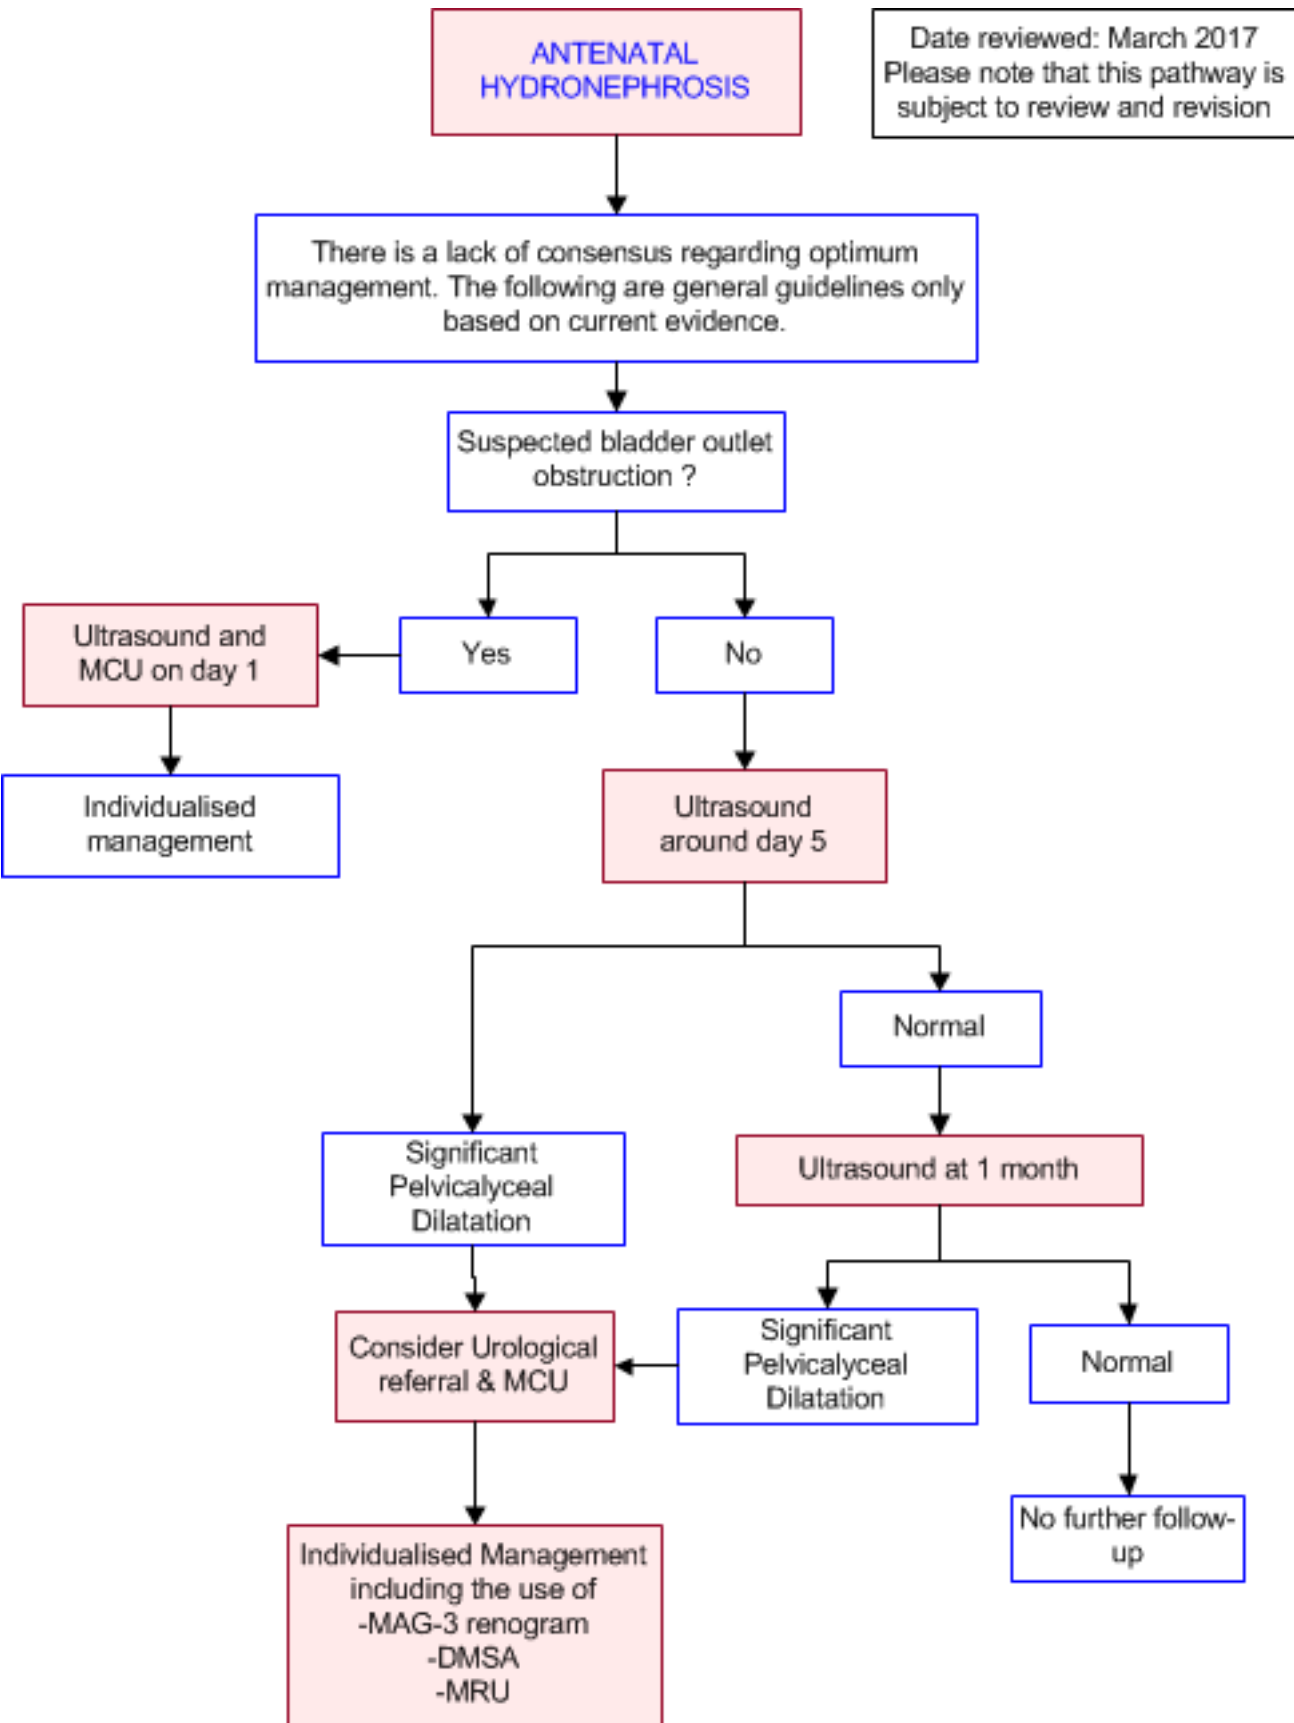 ANTENATAL
HYDRONEPHROSIS
Date reviewed: March 2017
Please note that this pathway is
subject to review and revision
There is a lack of consensus regarding optimum
management. The following are general guidelines only
based on current evidence.
Suspected bladder outlet
obstruction ?
Ultrasound and
MCU on day 1
Yes
No
Individualised
management
Ultrasound
around day 5
Normal
Significant
Pelvicalyceal
Dilatation
Ultrasound at 1 month
Consider Urological
referral & MCU
Significant
Pelvicalyceal
Dilatation
Normal
No further follow-
up
Individualised Management
including the use of
-MAG-3 renogram
-DMSA
-MRU